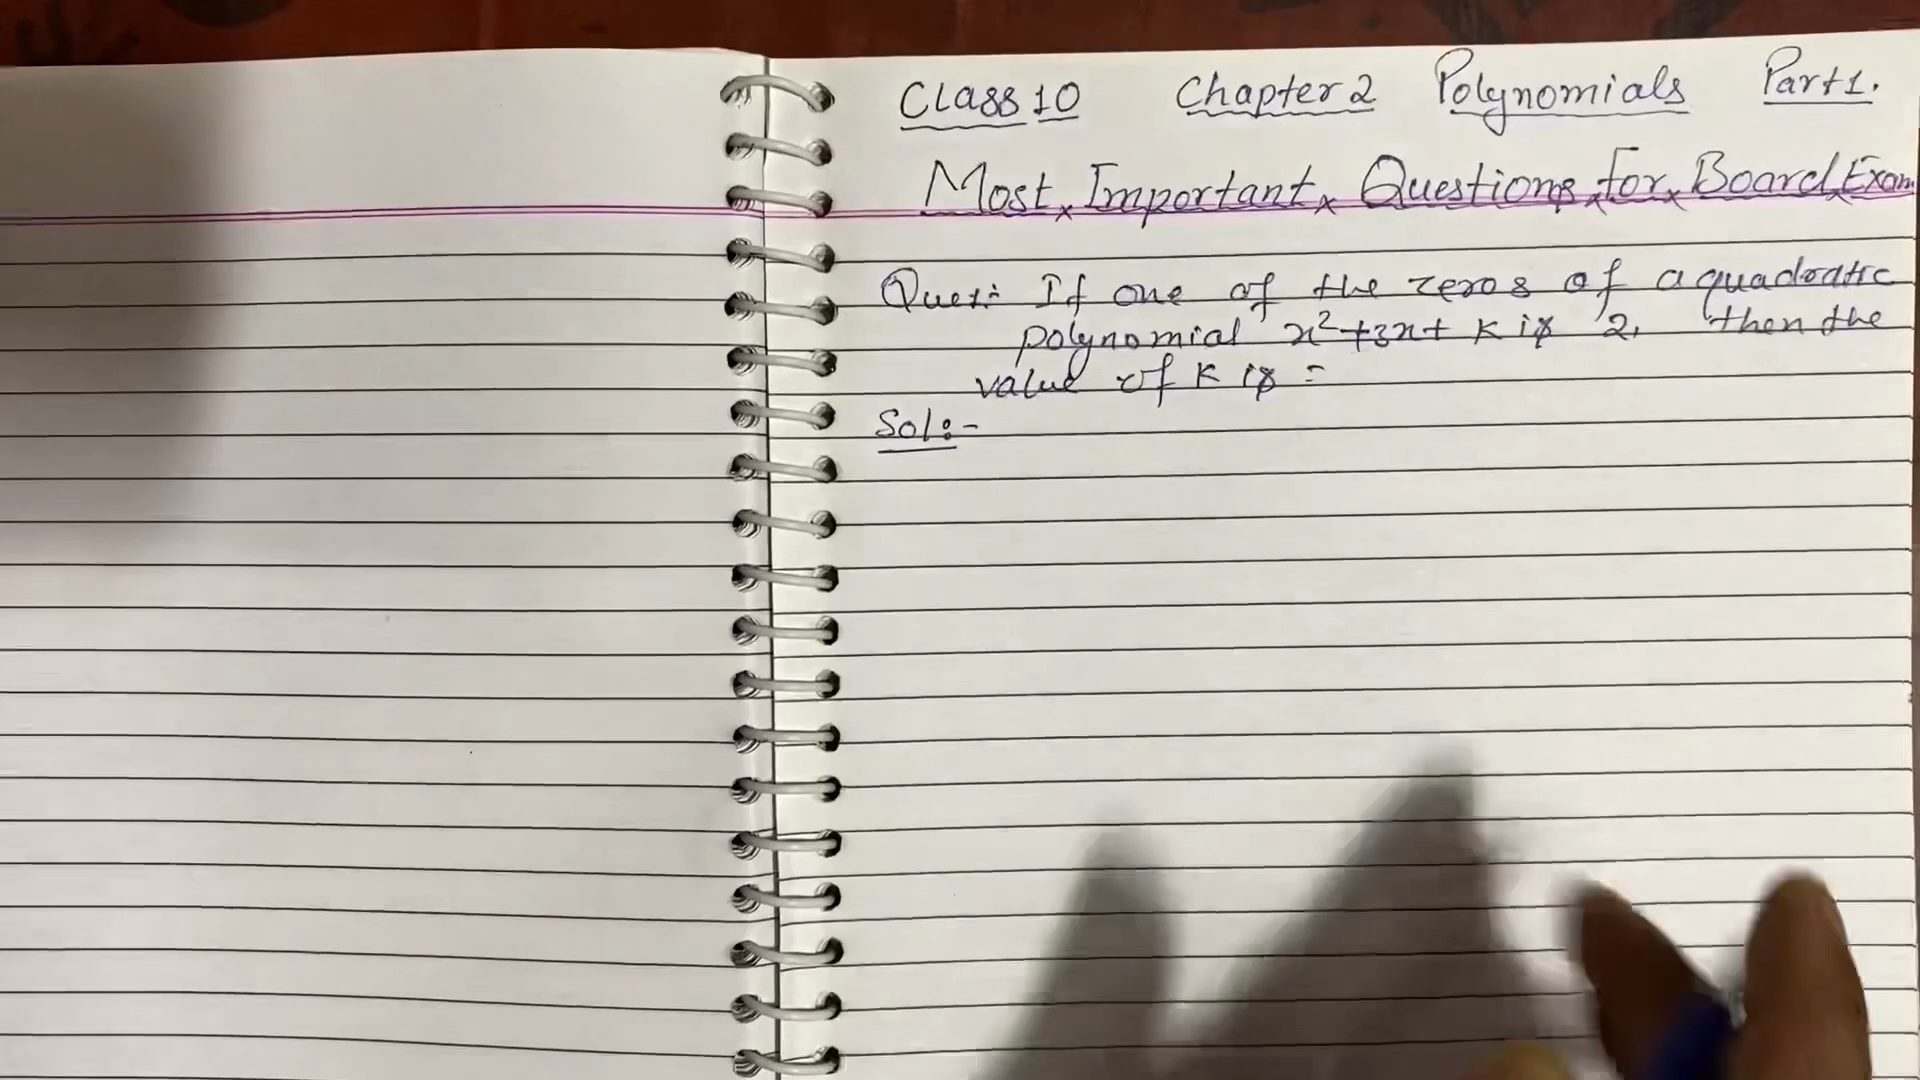 Class 10 Chapter 2 Polynomials Part 1.
Most Important Questions for Board Exam
Ques:- If one of the zeros of a quadratic
polynomial x²+3x+ K is 2, then the
value of K is =
Sol:-